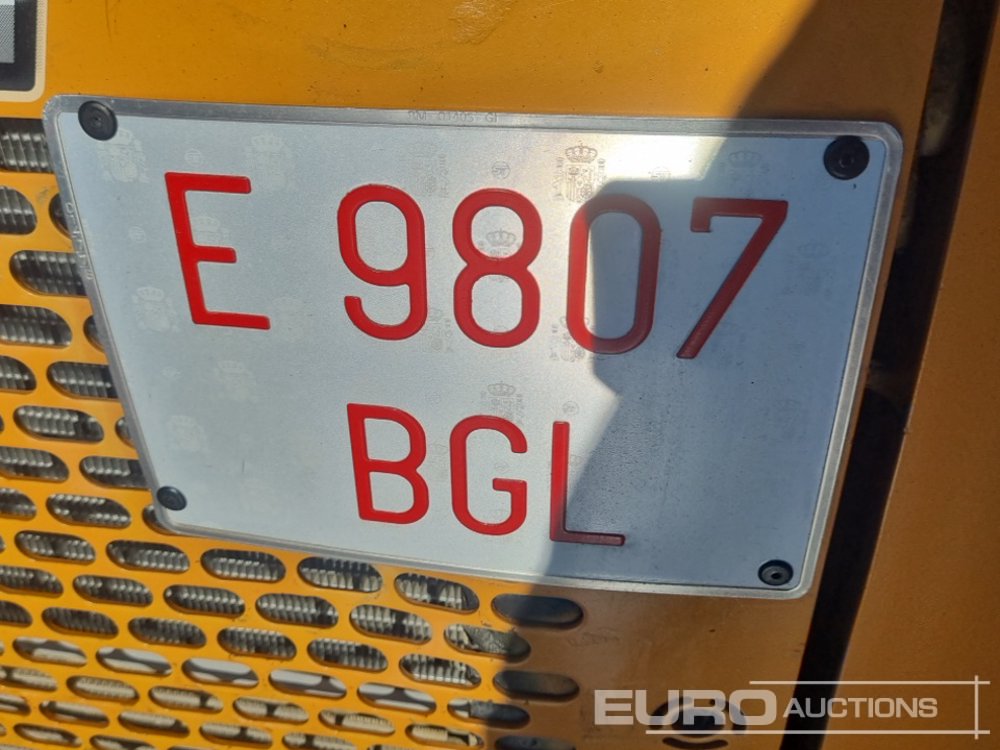 E 9807
BGL
EURO AUCTIONS